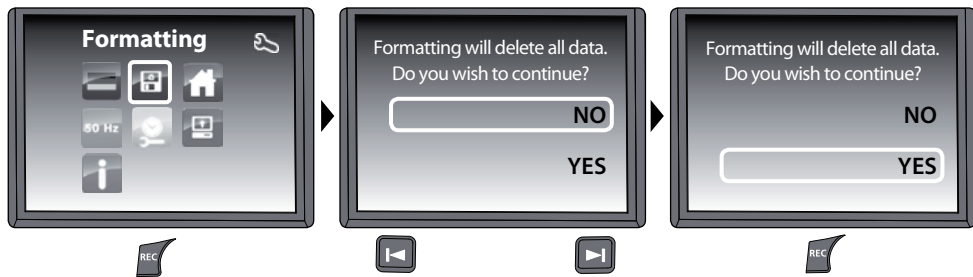 Formatting
50 Hz
REC
Formatting will delete all data.
Do you wish to continue?
NO
YES
Formatting will delete all data.
Do you wish to continue?
NO
YES
REC